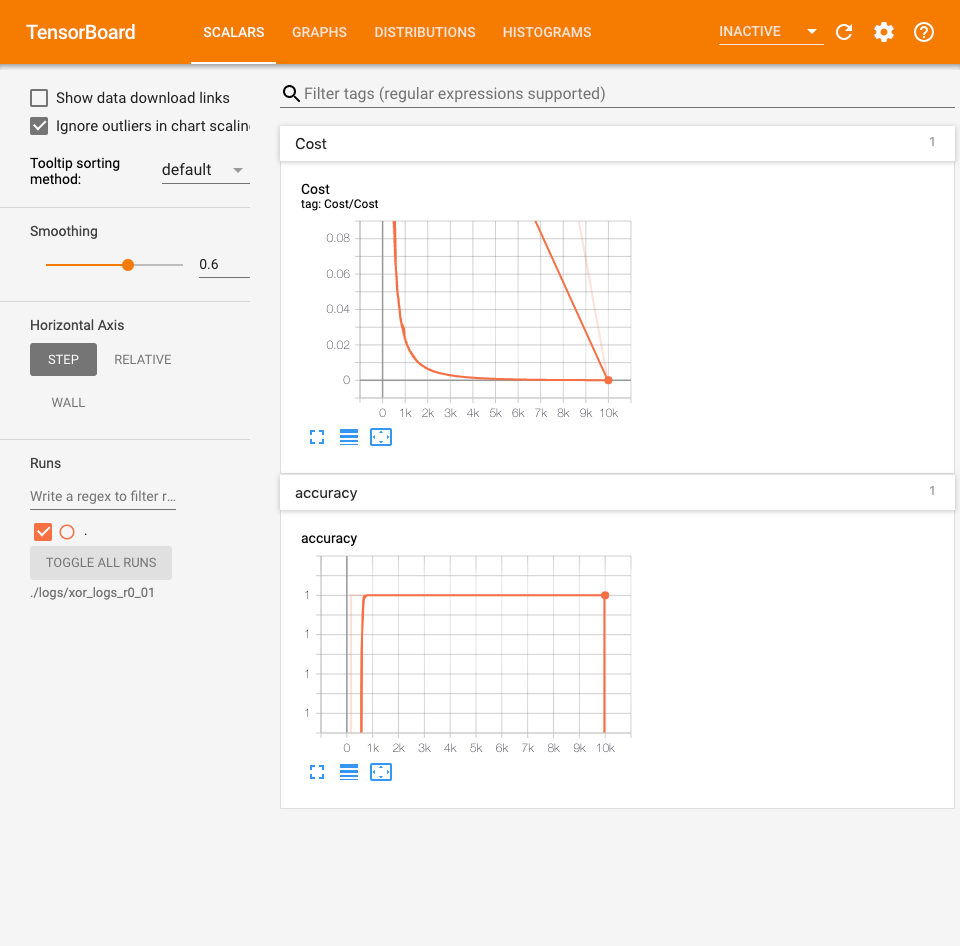 TensorBoard
SCALARS
GRAPHS
DISTRIBUTIONS
HISTOGRAMS
INACTIVE
Show data download links
Ignore outliers in chart scalin
Tooltip sorting
method:
default
Smoothing
0.6
Horizontal Axis
STEP
RELATIVE
WALL
Runs
Write a regex to filter r...
.
TOGGLE ALL RUNS
./logs/xor_logs_r0_01
Filter tags (regular expressions supported)
Cost
1
Cost
tag: Cost/Cost
0.08
0.06
0.04
0.02
0
0 1k 2k 3k 4k 5k 6k 7k 8k 9k 10k
accuracy
1
accuracy
1
1
1
1
0 1k 2k 3k 4k 5k 6k 7k 8k 9k 10k